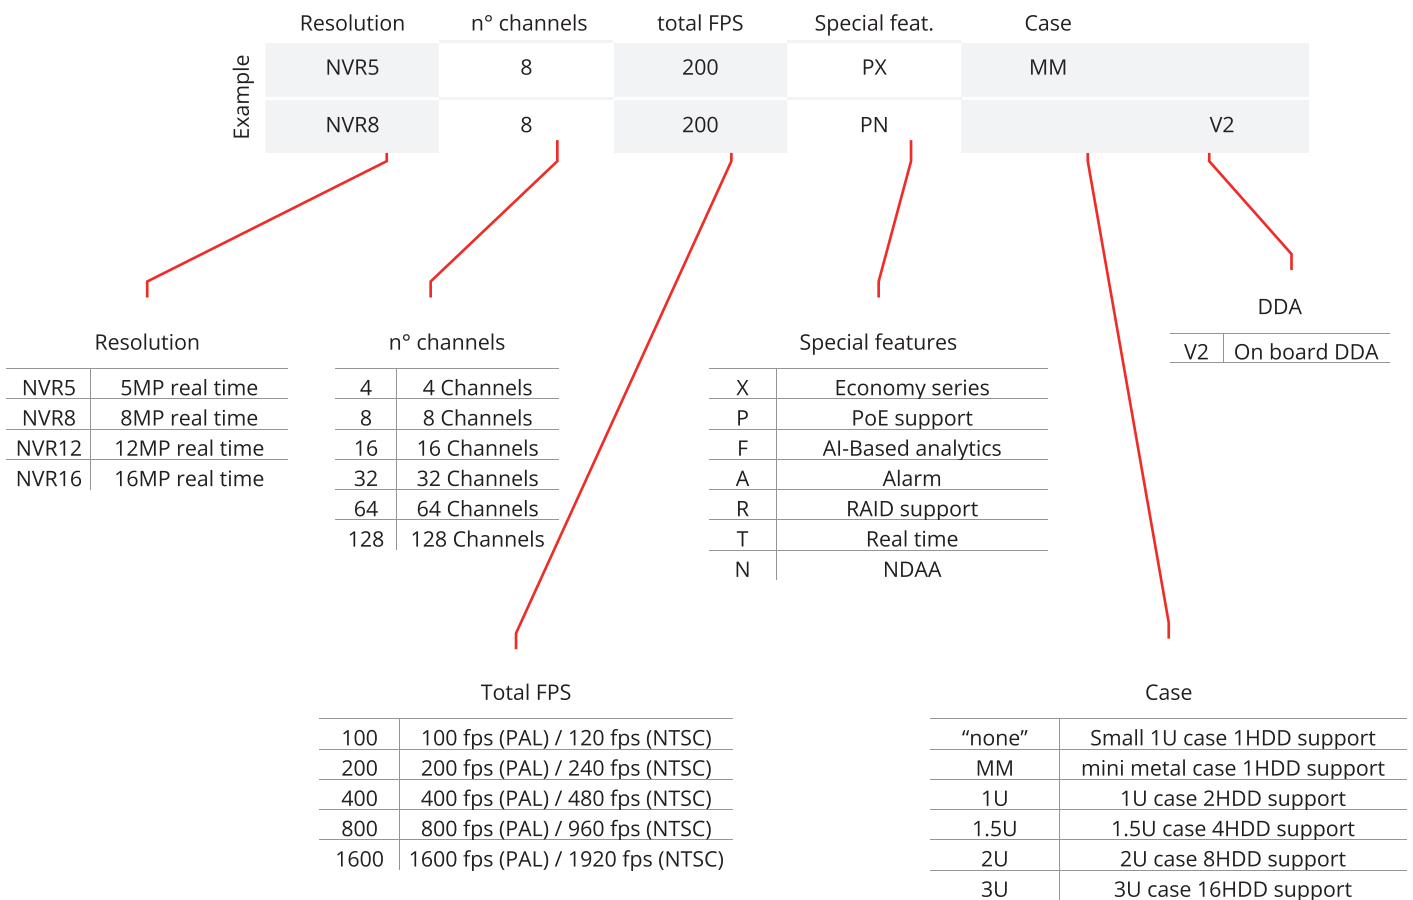 Resolution n° channels total FPS Special feat. Case
Example
NVR5 8 200 PX MM
NVR8 8 200 PN V2
DDA
V2 On board DDA
Resolution
NVR5 5MP real time
NVR8 8MP real time
NVR12 12MP real time
NVR16 16MP real time
n° channels
4 4 Channels
8 8 Channels
16 16 Channels
32 32 Channels
64 64 Channels
128 128 Channels
Special features
X Economy series
P PoE support
F AI-Based analytics
A Alarm
R RAID support
T Real time
N NDAA
Total FPS
100 100 fps (PAL) / 120 fps (NTSC)
200 200 fps (PAL) / 240 fps (NTSC)
400 400 fps (PAL) / 480 fps (NTSC)
800 800 fps (PAL) / 960 fps (NTSC)
1600 1600 fps (PAL) / 1920 fps (NTSC)
Case
“none” Small 1U case 1HDD support
MM mini metal case 1HDD support
1U 1U case 2HDD support
1.5U 1.5U case 4HDD support
2U 2U case 8HDD support
3U 3U case 16HDD support